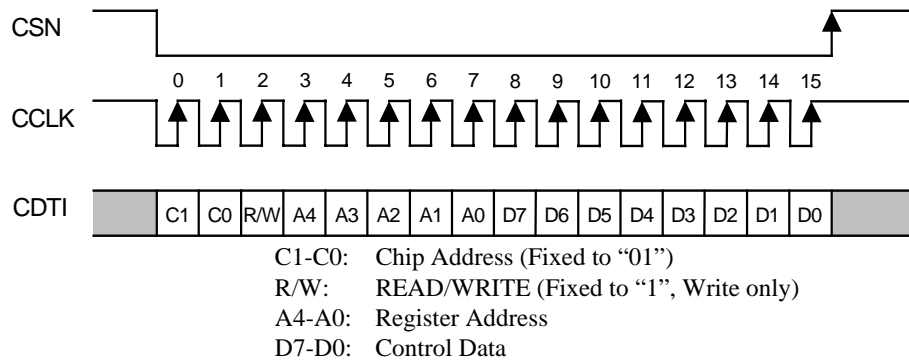 CSN
0 1 2 3 4 5 6 7 8 9 10 11 12 13 14 15
CCLK
CDTI C1 C0 R/W A4 A3 A2 A1 A0 D7 D6 D5 D4 D3 D2 D1 D0
C1-C0: Chip Address (Fixed to “01”)
R/W: READ/WRITE (Fixed to “1”, Write only)
A4-A0: Register Address
D7-D0: Control Data